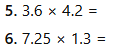 5. 3.6 × 4.2 =
6. 7.25 × 1.3 =